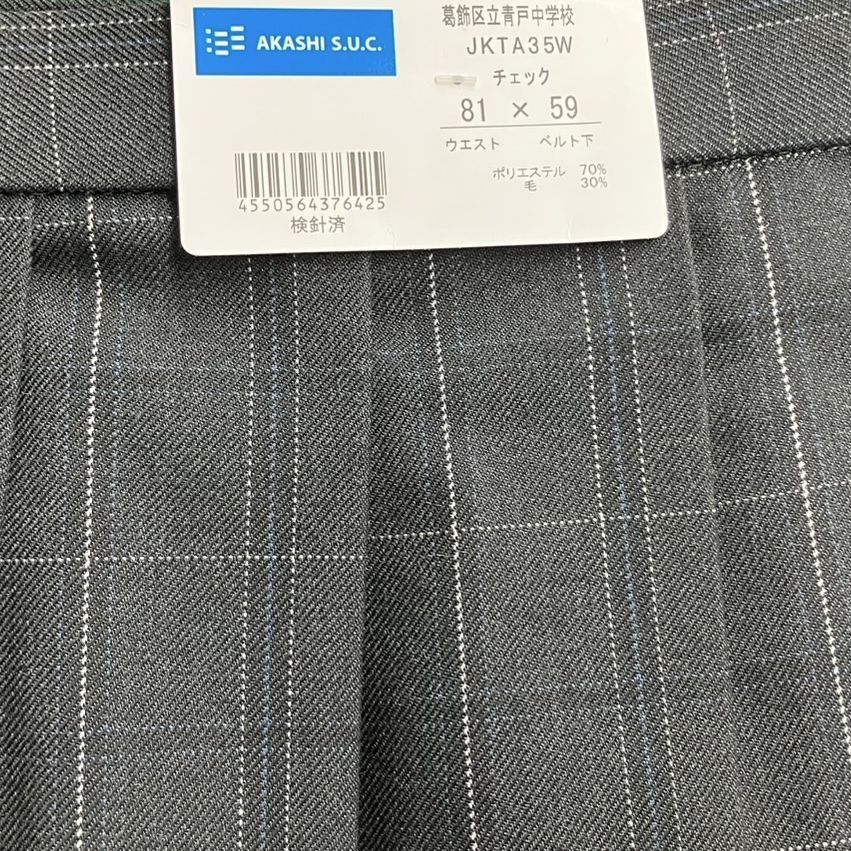 AKASHI S.U.C.
葛飾区立青戸中学校
JKTA35W
チェック
81 × 59
ウエスト ベルト下
ポリエステル 70%
毛 30%
4550564376425
検針済